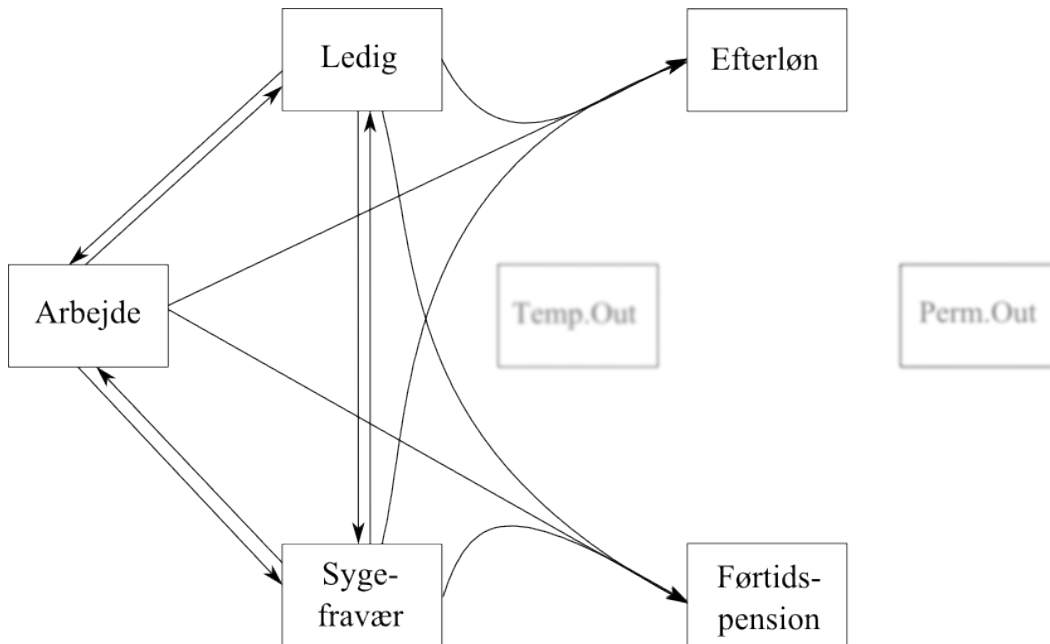 Ledig
Efterløn
Arbejde
Temp.Out
Perm.Out
Syge-
fravær
Førtids-
pension